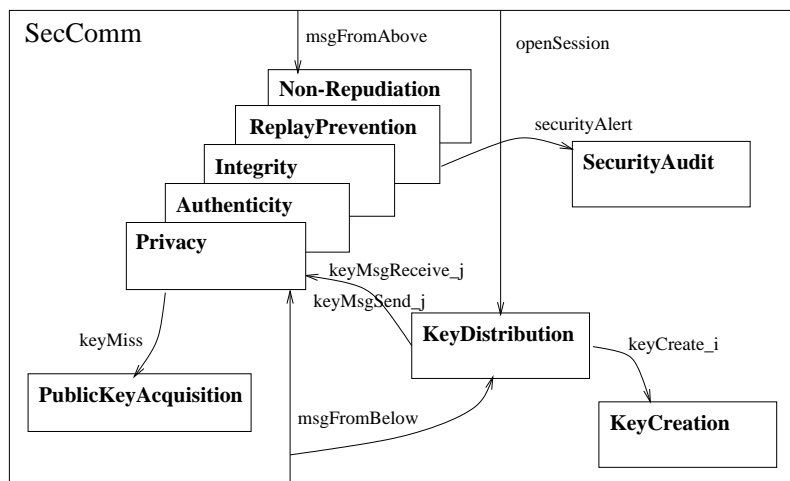 SecComm
msgFromAbove
openSession
Non-Repudiation
ReplayPrevention
securityAlert
Integrity
SecurityAudit
Authenticity
Privacy
keyMsgReceive_j
keyMsgSend_j
KeyDistribution
keyMiss
keyCreate_i
PublicKeyAcquisition
msgFromBelow
KeyCreation